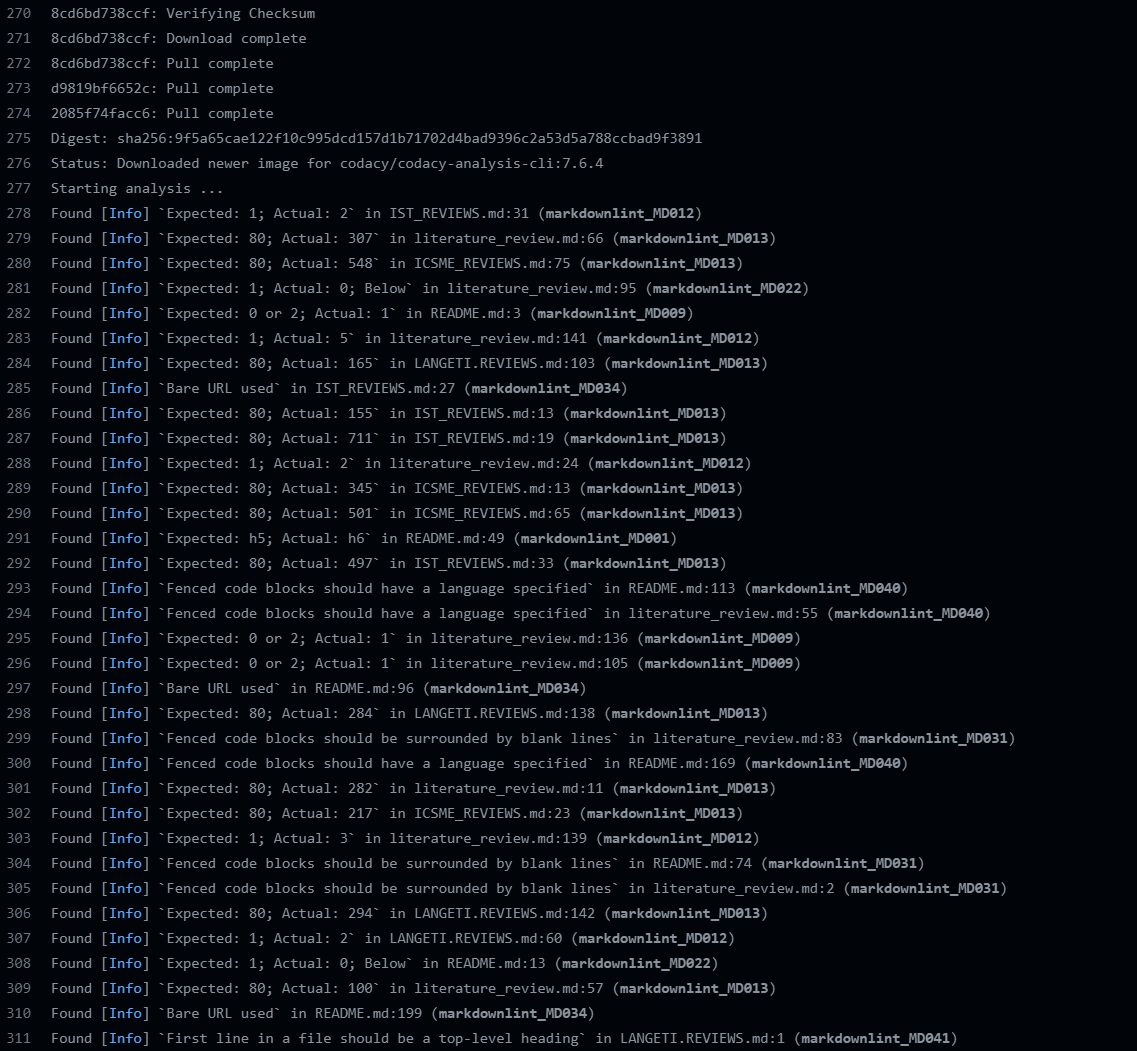 270 8cd6bd738ccf: Verifying Checksum
271 8cd6bd738ccf: Download complete
272 8cd6bd738ccf: Pull complete
273 d9819bf6652c: Pull complete
274 2085f74facc6: Pull complete
275 Digest: sha256:9f5a65cae122f10c995dcd157d1b71702d4bad9396c2a53d5a788ccbad9f3891
276 Status: Downloaded newer image for codacy/codacy-analysis-cli:7.6.4
277 Starting analysis ...
278 Found [Info] `Expected: 1; Actual: 2` in IST_REVIEWS.md:31 (markdownlint_MD012)
279 Found [Info] `Expected: 80; Actual: 307` in literature_review.md:66 (markdownlint_MD013)
280 Found [Info] `Expected: 80; Actual: 548` in ICSME_REVIEWS.md:75 (markdownlint_MD013)
281 Found [Info] `Expected: 1; Actual: 0; Below` in literature_review.md:95 (markdownlint_MD022)
282 Found [Info] `Expected: 0 or 2; Actual: 1` in README.md:3 (markdownlint_MD009)
283 Found [Info] `Expected: 1; Actual: 5` in literature_review.md:141 (markdownlint_MD012)
284 Found [Info] `Expected: 80; Actual: 165` in LANGETI.REVIEWS.md:103 (markdownlint_MD013)
285 Found [Info] `Bare URL used` in IST_REVIEWS.md:27 (markdownlint_MD034)
286 Found [Info] `Expected: 80; Actual: 155` in IST_REVIEWS.md:13 (markdownlint_MD013)
287 Found [Info] `Expected: 80; Actual: 711` in IST_REVIEWS.md:19 (markdownlint_MD013)
288 Found [Info] `Expected: 1; Actual: 2` in literature_review.md:24 (markdownlint_MD012)
289 Found [Info] `Expected: 80; Actual: 345` in ICSME_REVIEWS.md:13 (markdownlint_MD013)
290 Found [Info] `Expected: 80; Actual: 501` in ICSME_REVIEWS.md:65 (markdownlint_MD013)
291 Found [Info] `Expected: h5; Actual: h6` in README.md:49 (markdownlint_MD001)
292 Found [Info] `Expected: 80; Actual: 497` in IST_REVIEWS.md:33 (markdownlint_MD013)
293 Found [Info] `Fenced code blocks should have a language specified` in README.md:113 (markdownlint_MD040)
294 Found [Info] `Fenced code blocks should have a language specified` in literature_review.md:55 (markdownlint_MD040)
295 Found [Info] `Expected: 0 or 2; Actual: 1` in literature_review.md:136 (markdownlint_MD009)
296 Found [Info] `Expected: 0 or 2; Actual: 1` in literature_review.md:105 (markdownlint_MD009)
297 Found [Info] `Bare URL used` in README.md:96 (markdownlint_MD034)
298 Found [Info] `Expected: 80; Actual: 284` in LANGETI.REVIEWS.md:138 (markdownlint_MD013)
299 Found [Info] `Fenced code blocks should be surrounded by blank lines` in literature_review.md:83 (markdownlint_MD031)
300 Found [Info] `Fenced code blocks should have a language specified` in README.md:169 (markdownlint_MD040)
301 Found [Info] `Expected: 80; Actual: 282` in literature_review.md:11 (markdownlint_MD013)
302 Found [Info] `Expected: 80; Actual: 217` in ICSME_REVIEWS.md:23 (markdownlint_MD013)
303 Found [Info] `Expected: 1; Actual: 3` in literature_review.md:139 (markdownlint_MD012)
304 Found [Info] `Fenced code blocks should be surrounded by blank lines` in README.md:74 (markdownlint_MD031)
305 Found [Info] `Fenced code blocks should be surrounded by blank lines` in literature_review.md:2 (markdownlint_MD031)
306 Found [Info] `Expected: 80; Actual: 294` in LANGETI.REVIEWS.md:142 (markdownlint_MD013)
307 Found [Info] `Expected: 1; Actual: 2` in LANGETI.REVIEWS.md:60 (markdownlint_MD012)
308 Found [Info] `Expected: 1; Actual: 0; Below` in README.md:13 (markdownlint_MD022)
309 Found [Info] `Expected: 80; Actual: 100` in literature_review.md:57 (markdownlint_MD013)
310 Found [Info] `Bare URL used` in README.md:199 (markdownlint_MD034)
311 Found [Info] `First line in a file should be a top-level heading` in LANGETI.REVIEWS.md:1 (markdownlint_MD041)